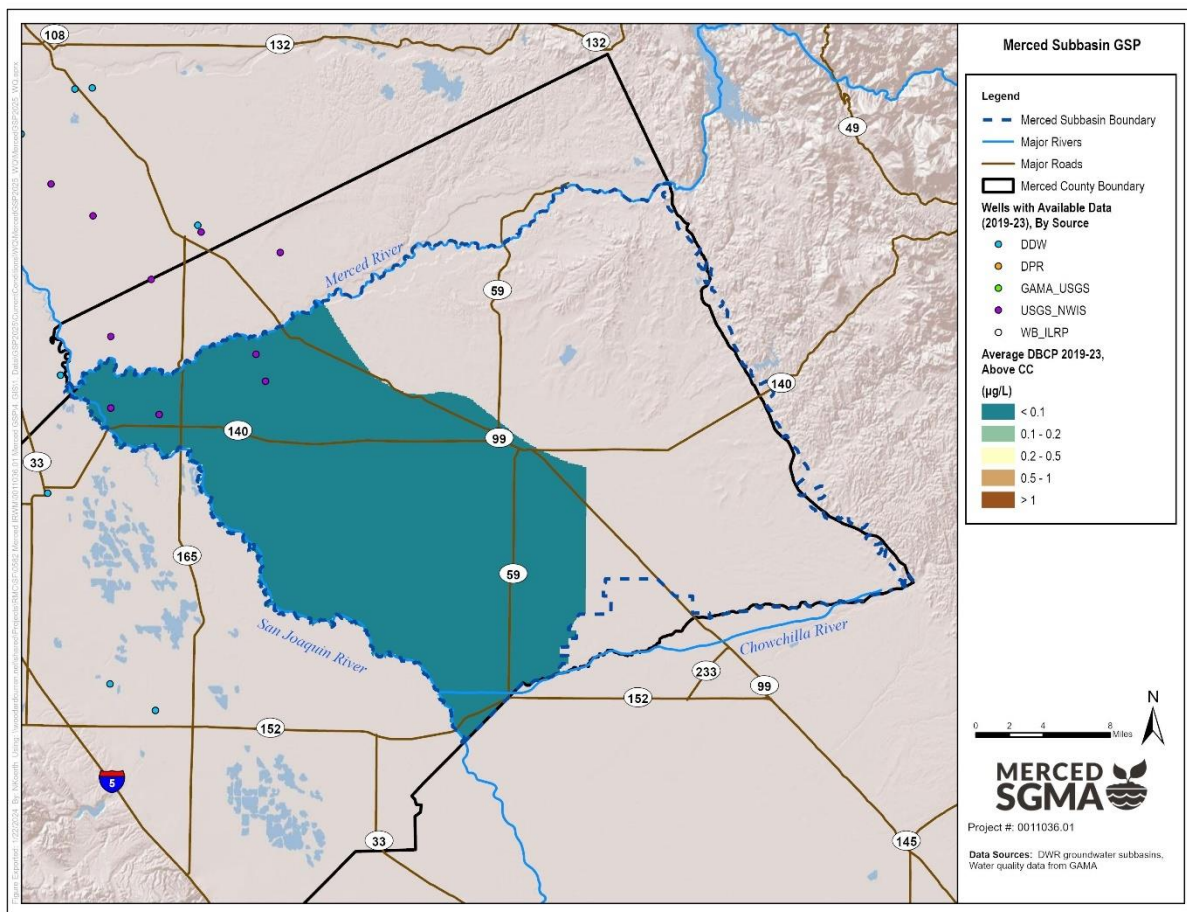 108
132
132
49
Merced River
59
140
140
99
33
165
59
San Joaquin River
Chowchilla River
233
99
152
152
5
33
145
Merced Subbasin GSP
Legend
Merced Subbasin Boundary
Major Rivers
Major Roads
Merced County Boundary
Wells with Available Data
(2019-23), By Source
DDW
DPR
GAMA_USGS
USGS_NWIS
WB_ILRP
Average DBCP 2019-23,
Above CC
(µg/L)
< 0.1
0.1 - 0.2
0.2 - 0.5
0.5 - 1
> 1
N
0 2 4 8
Miles
MERCED
SGMA
Project #: 0011036.01
Data Sources: DWR groundwater subbasins,
Water quality data from GAMA